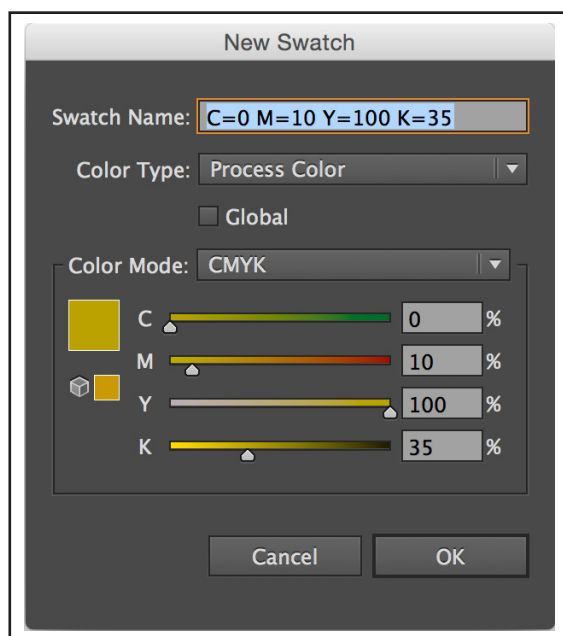 New Swatch
Swatch Name: C=0 M=10 Y=100 K=35
Color Type: Process Color
Global
Color Mode: CMYK
C 0 %
M 10 %
Y 100 %
K 35 %
Cancel OK